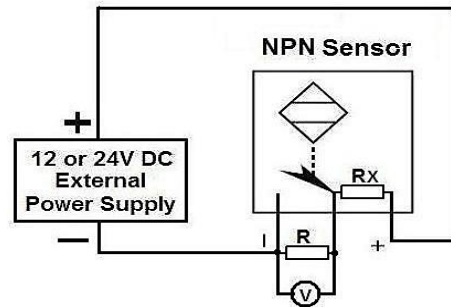 NPN Sensor
+
12 or 24V DC
External
Power Supply
—
Rx
I
R
+
V